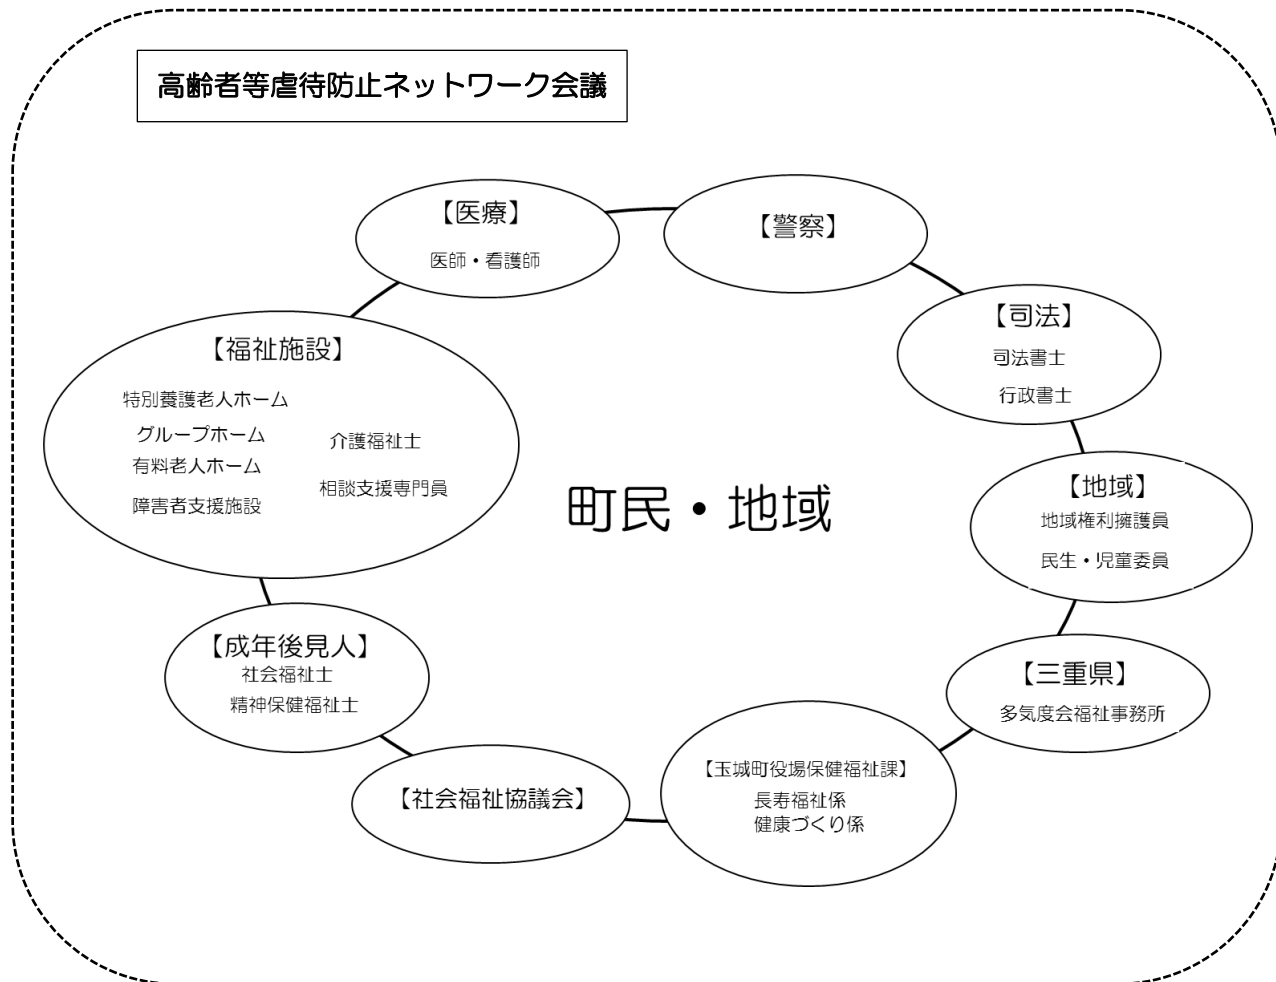 高齢者等虐待防止ネットワーク会議
【医療】
医師・看護師
【警察】
【司法】
司法書士
行政書士
【福祉施設】
特別養護老人ホーム
グループホーム
有料老人ホーム
障害者支援施設
介護福祉士
相談支援専門員
町民・地域
【地域】
地域権利擁護員
民生・児童委員
【成年後見人】
社会福祉士
精神保健福祉士
【三重県】
多気度会福祉事務所
【社会福祉協議会】
【玉城町役場保健福祉課】
長寿福祉係
健康づくり係